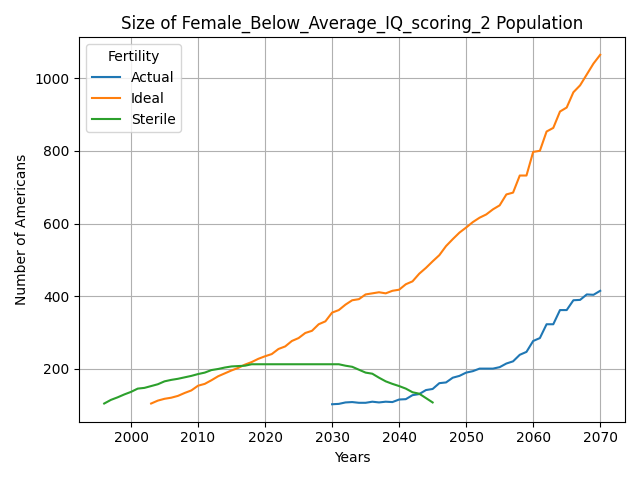 Size of Female_Below_Average_IQ_scoring_2 Population
Fertility
Actual
Ideal
Sterile
1000
800
600
400
200
Number of Americans
2000 2010 2020 2030 2040 2050 2060 2070
Years